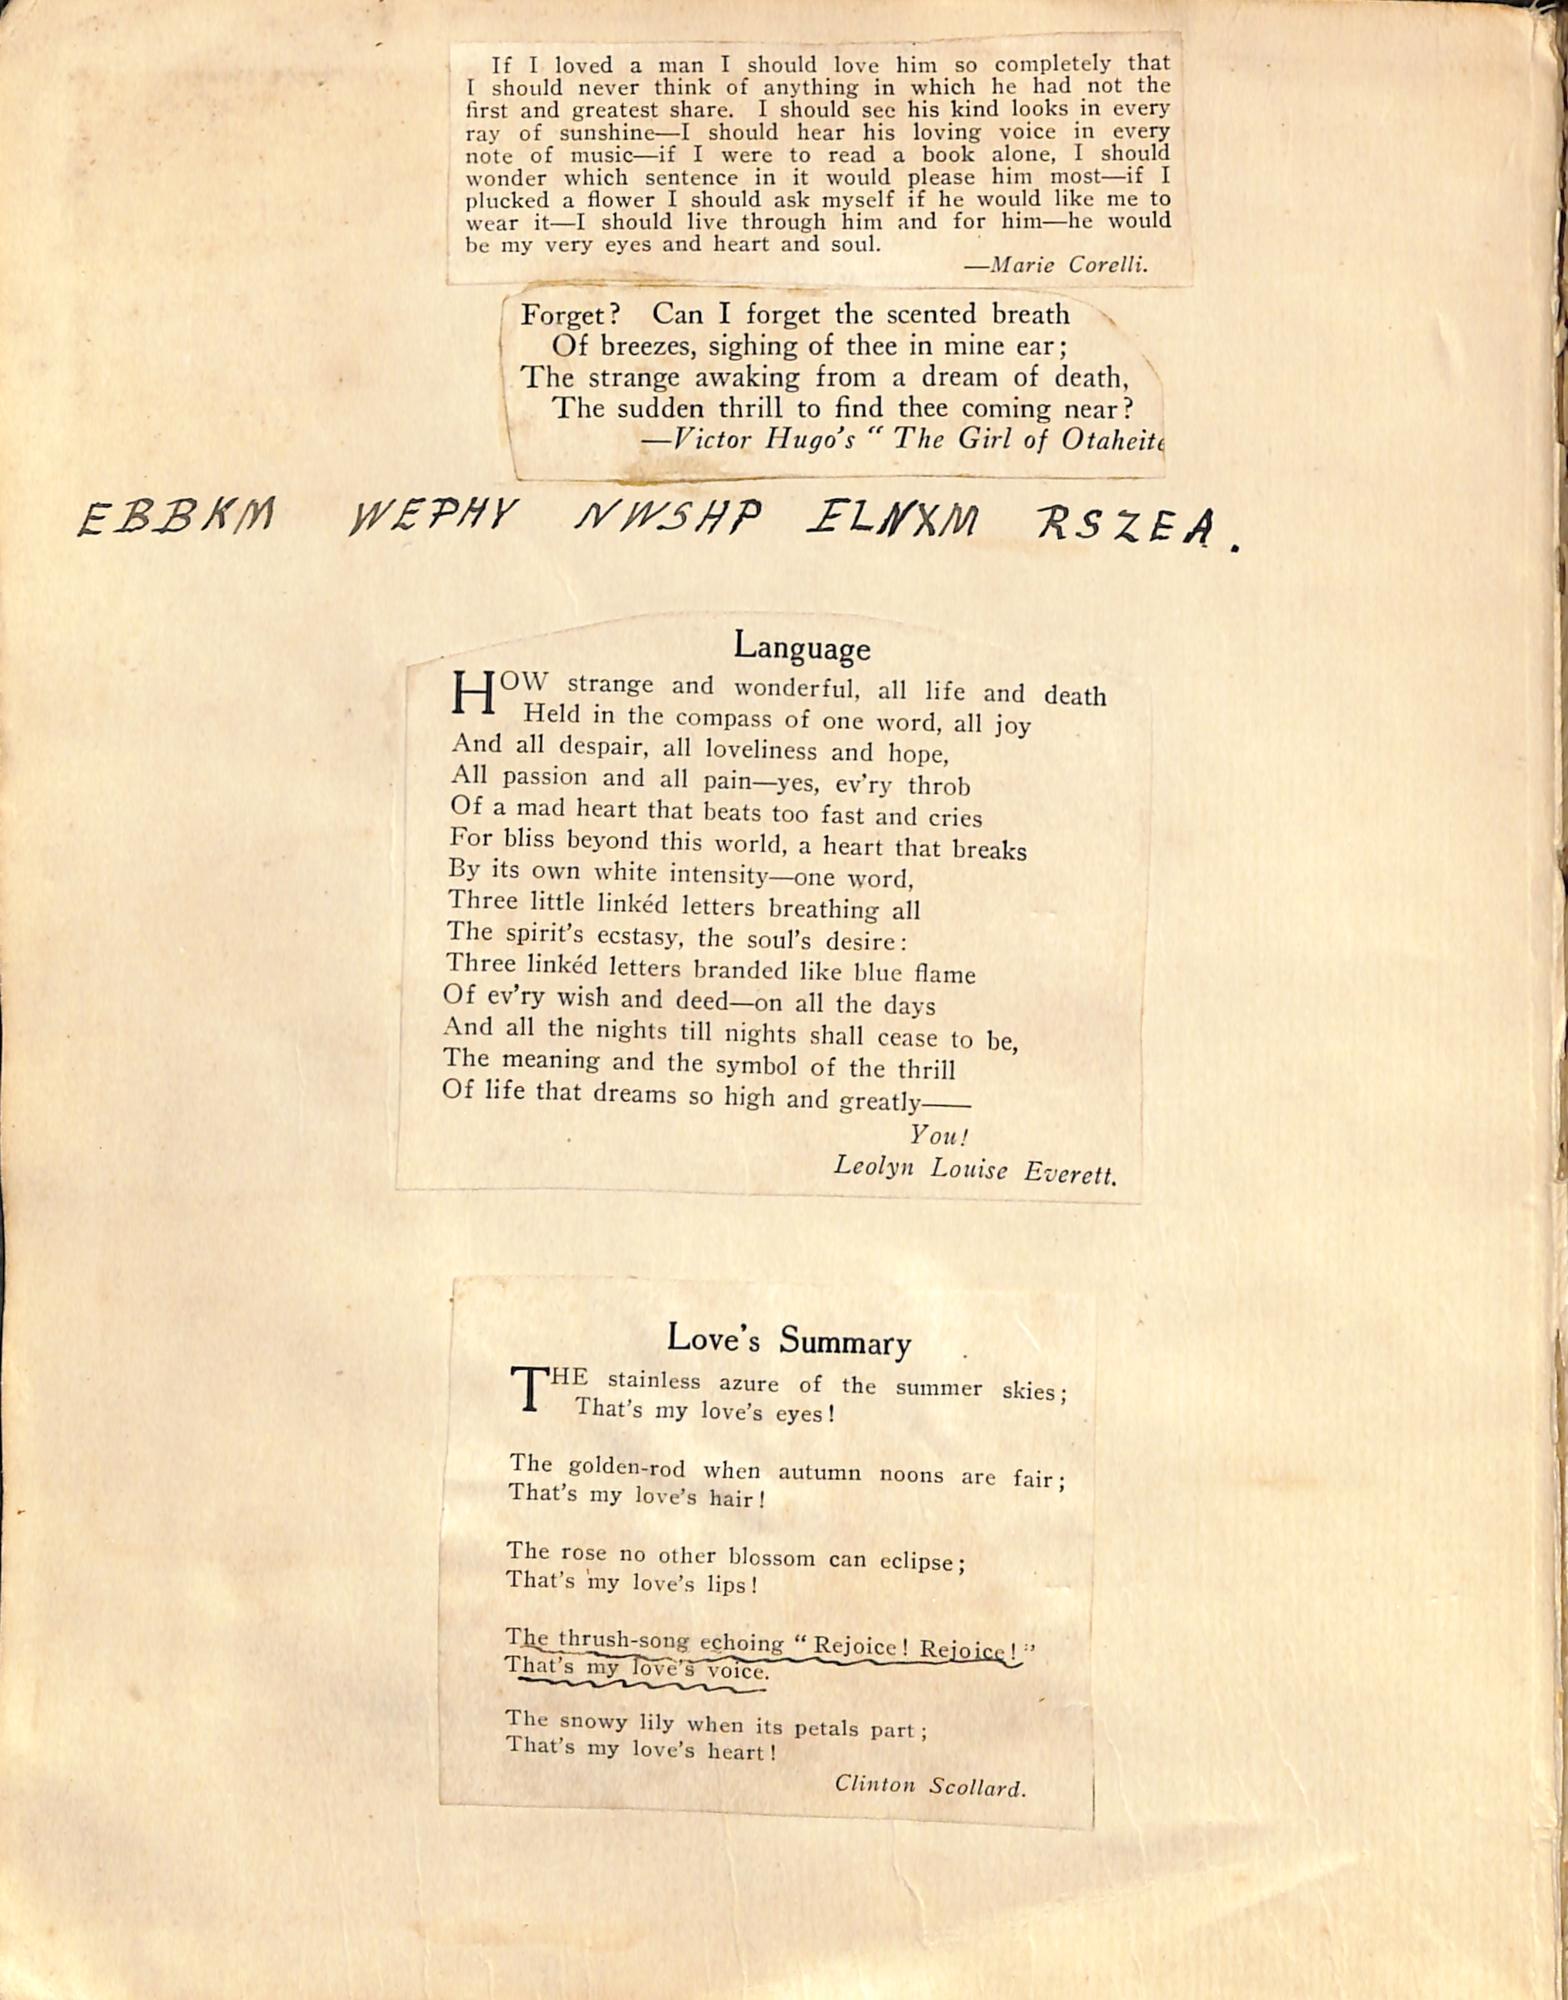 If I loved a man I should love him so completely that
I should never think of anything in which he had not the
first and greatest share. I should see his kind looks in every
ray of sunshine—I should hear his loving voice in every
note of music—if I were to read a book alone, I should
wonder which sentence in it would please him most—if I
plucked a flower I should ask myself if he would like me to
wear it—I should live through him and for him—he would
be my very eyes and heart and soul.
—Marie Corelli.
Forget? Can I forget the scented breath
Of breezes, sighing of thee in mine ear;
The strange awaking from a dream of death,
The sudden thrill to find thee coming near?
—Victor Hugo's "The Girl of Otaheite
EBBKM WEPHY NWSHP ELNXM RSZEA.
Language
HOW strange and wonderful, all life and death
Held in the compass of one word, all joy
And all despair, all loveliness and hope,
All passion and all pain—yes, ev'ry throb
Of a mad heart that beats too fast and cries
For bliss beyond this world, a heart that breaks
By its own white intensity—one word,
Three little linkéd letters breathing all
The spirit's ecstasy, the soul's desire:
Three linkéd letters branded like blue flame
Of ev'ry wish and deed—on all the days
And all the nights till nights shall cease to be,
The meaning and the symbol of the thrill
Of life that dreams so high and greatly——
You!
Leolyn Louise Everett.
Love's Summary
THE stainless azure of the summer skies;
That's my love's eyes!
The golden-rod when autumn noons are fair;
That's my love's hair!
The rose no other blossom can eclipse;
That's my love's lips!
The thrush-song echoing "Rejoice! Rejoice!"
That's my love's voice.
The snowy lily when its petals part;
That's my love's heart!
Clinton Scollard.